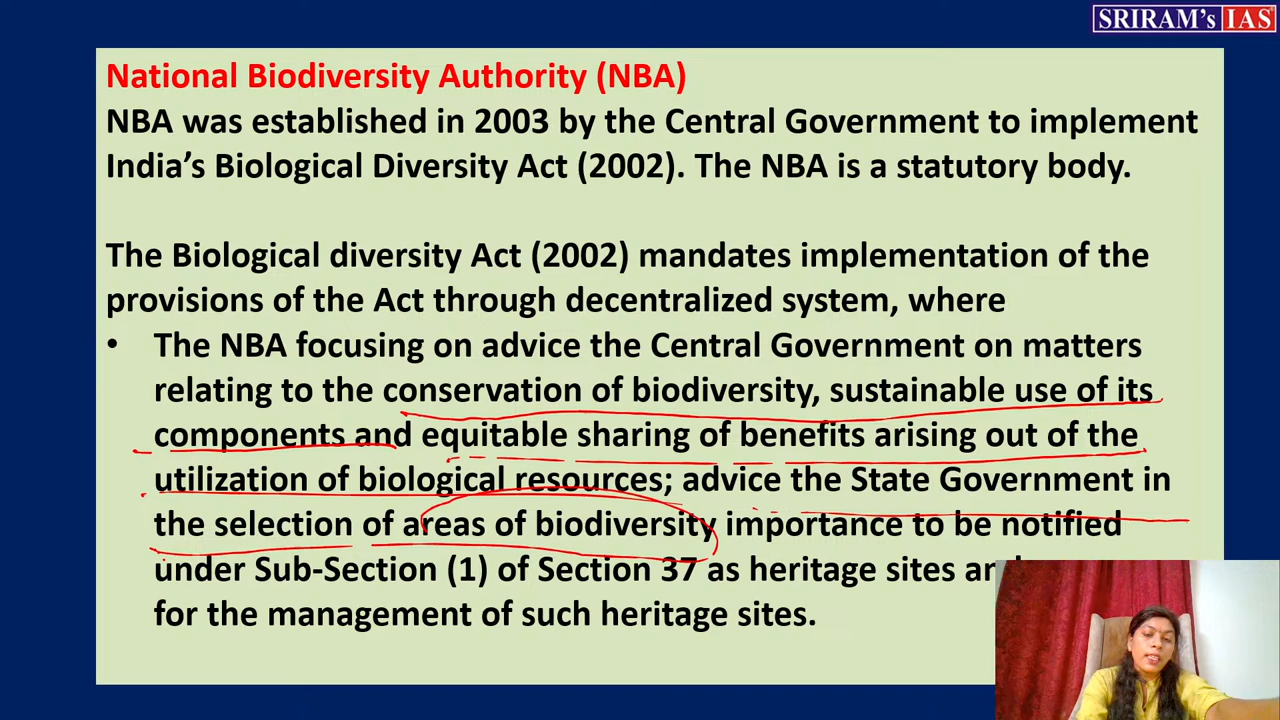 SRIRAM's IAS
National Biodiversity Authority (NBA)
NBA was established in 2003 by the Central Government to implement
India's Biological Diversity Act (2002). The NBA is a statutory body.
The Biological diversity Act (2002) mandates implementation of the
provisions of the Act through decentralized system, where
• The NBA focusing on advice the Central Government on matters
relating to the conservation of biodiversity, sustainable use of its
components and equitable sharing of benefits arising out of the
utilization of biological resources; advice the State Government in
the selection of areas of biodiversity importance to be notified
under Sub-Section (1) of Section 37 as heritage sites
for the management of such heritage sites.